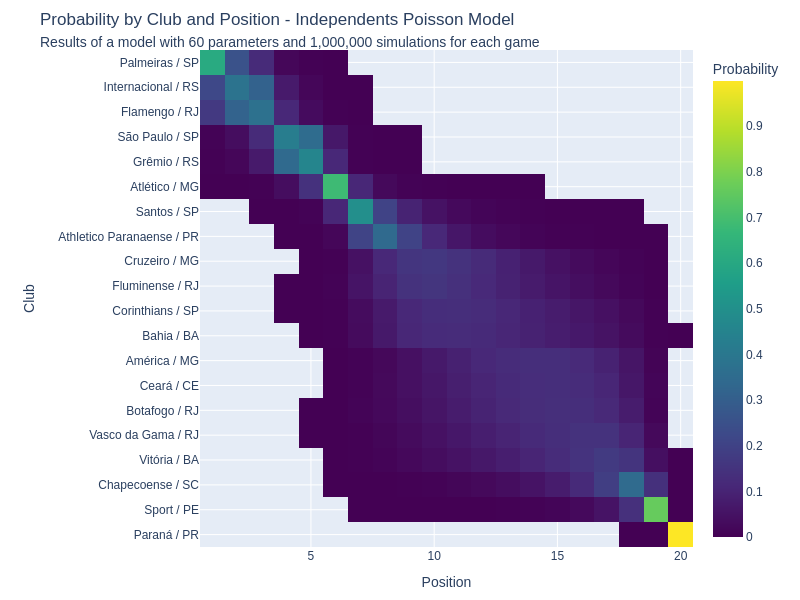 Probability by Club and Position - Independents Poisson Model
Results of a model with 60 parameters and 1,000,000 simulations for each game
Probability
Palmeiras / SP
Internacional / RS
Flamengo / RJ
São Paulo / SP
Grêmio / RS
Atlético / MG
Santos / SP
Athletico Paranaense / PR
Cruzeiro / MG
Fluminense / RJ
Corinthians / SP
Bahia / BA
América / MG
Ceará / CE
Botafogo / RJ
Vasco da Gama / RJ
Vitória / BA
Chapecoense / SC
Sport / PE
Paraná / PR
Club
5 10 15 20
Position
0.9
0.8
0.7
0.6
0.5
0.4
0.3
0.2
0.1
0